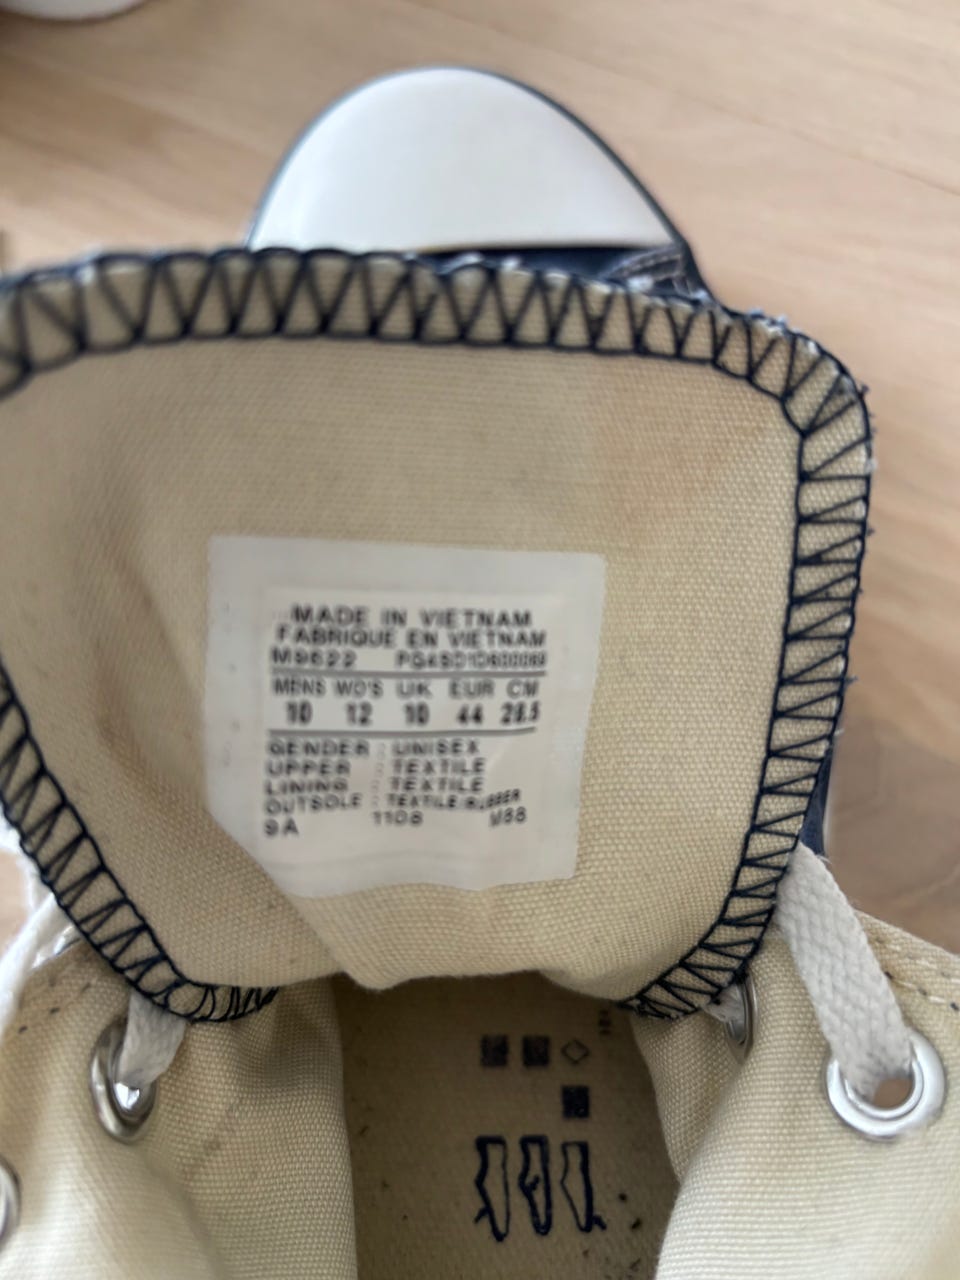 MADE IN VIETNAM
FABRIQUE EN VIETNAM
M9622
MENS WO'S UK EUR CM
10 12 10 44 28.5
GENDER : UNISEX
UPPER : TEXTILE
LINING : TEXTILE
OUTSOLE : TEXTILE/RUBBER
9A 1108